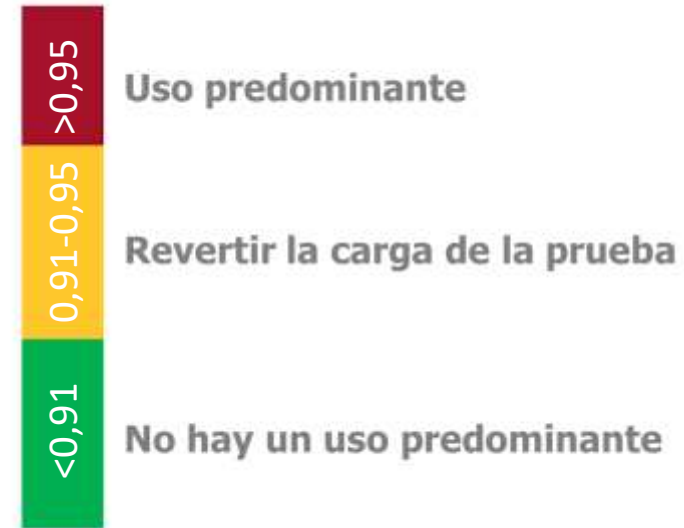 >0,95
Uso predominante
0,91-0,95
Revertir la carga de la prueba
<0,91
No hay un uso predominante